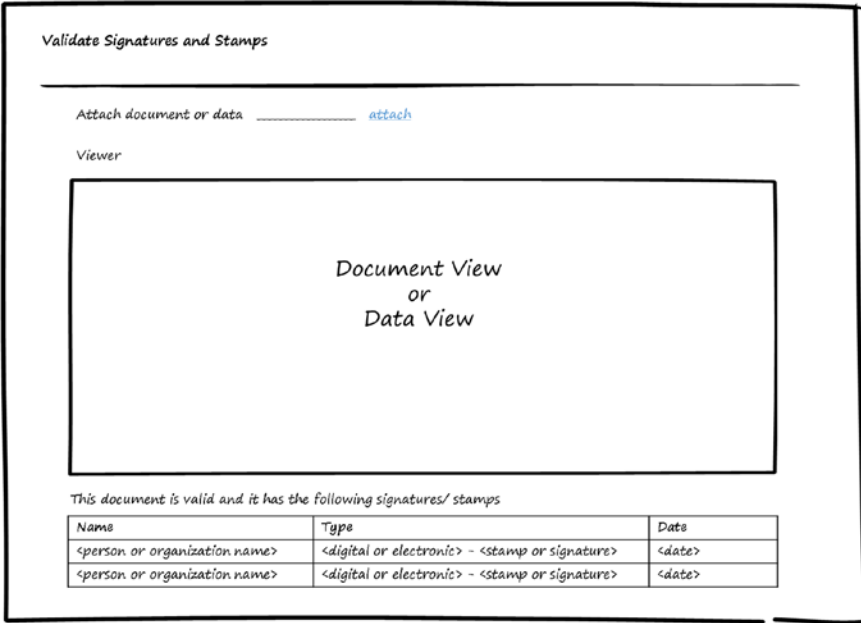 Validate Signatures and Stamps
Attach document or data ______________ attach
Viewer
Document View
or
Data View
This document is valid and it has the following signatures/ stamps
Name Type Date
<person or organization name> <digital or electronic> - <stamp or signature> <date>
<person or organization name> <digital or electronic> - <stamp or signature> <date>